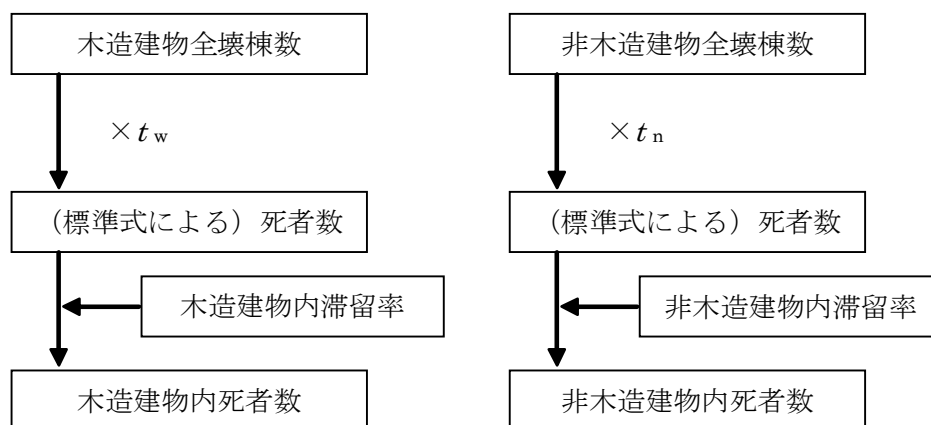 木造建物全壊棟数
×tw
(標準式による)死者数
木造建物内滞留率
木造建物内死者数
非木造建物全壊棟数
×tn
(標準式による)死者数
非木造建物内滞留率
非木造建物内死者数